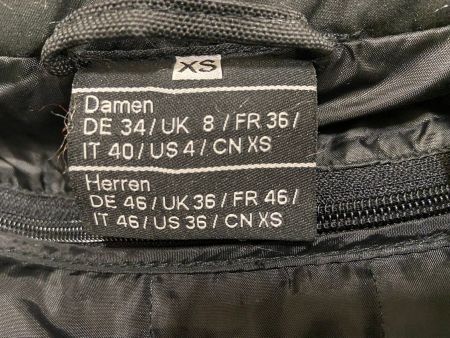 XS
Damen
DE 34 / UK 8 / FR 36 /
IT 40 / US 4 / CN XS
Herren
DE 46 / UK 36 / FR 46 /
IT 46 / US 36 / CN XS